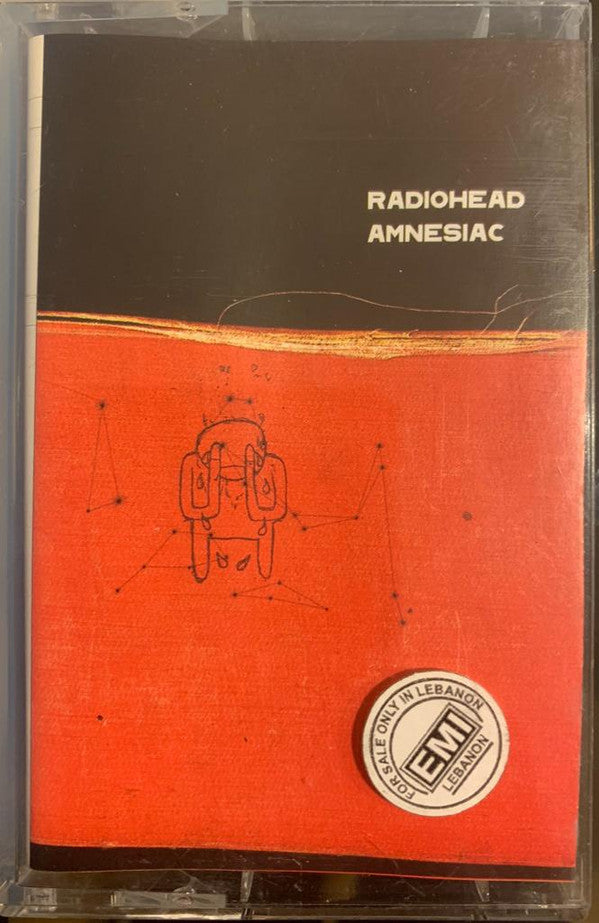 RADIOHEAD
AMNESIAC
FOR SALE ONLY IN LEBANON
EMI
LEBANON